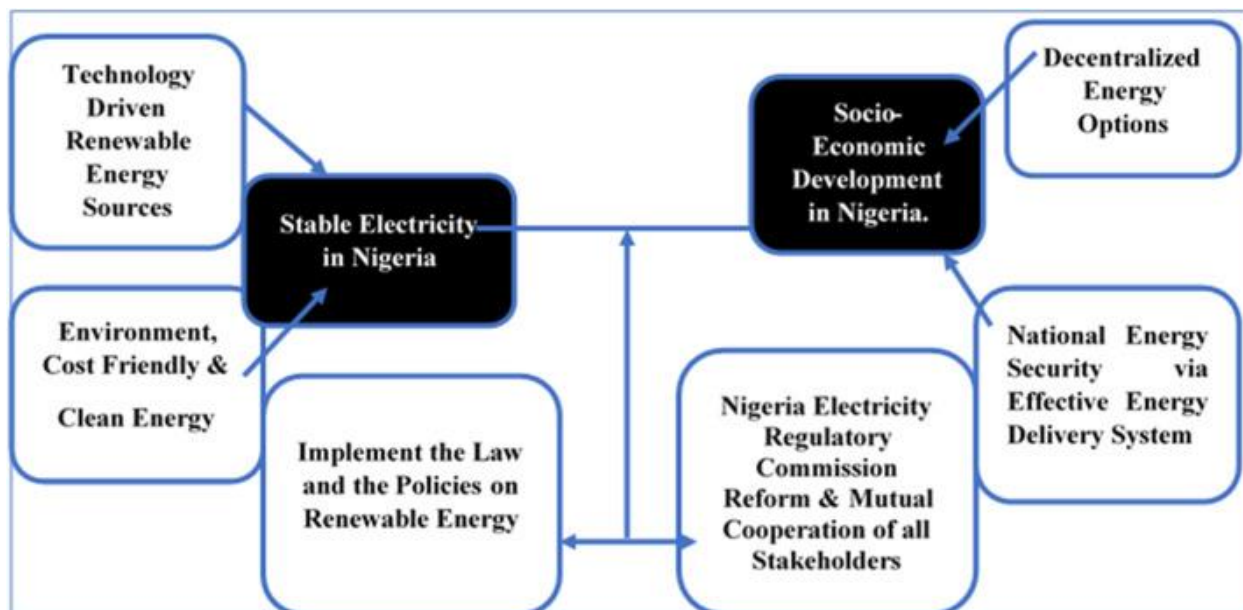 Technology
Driven
Renewable
Energy
Sources
Socio-
Economic
Development
in Nigeria.
Decentralized
Energy
Options
Stable Electricity
in Nigeria
Environment,
Cost Friendly &
Clean Energy
Implement the Law
and the Policies on
Renewable Energy
Nigeria Electricity
Regulatory
Commission
Reform & Mutual
Cooperation of all
Stakeholders
National Energy
Security via
Effective Energy
Delivery System